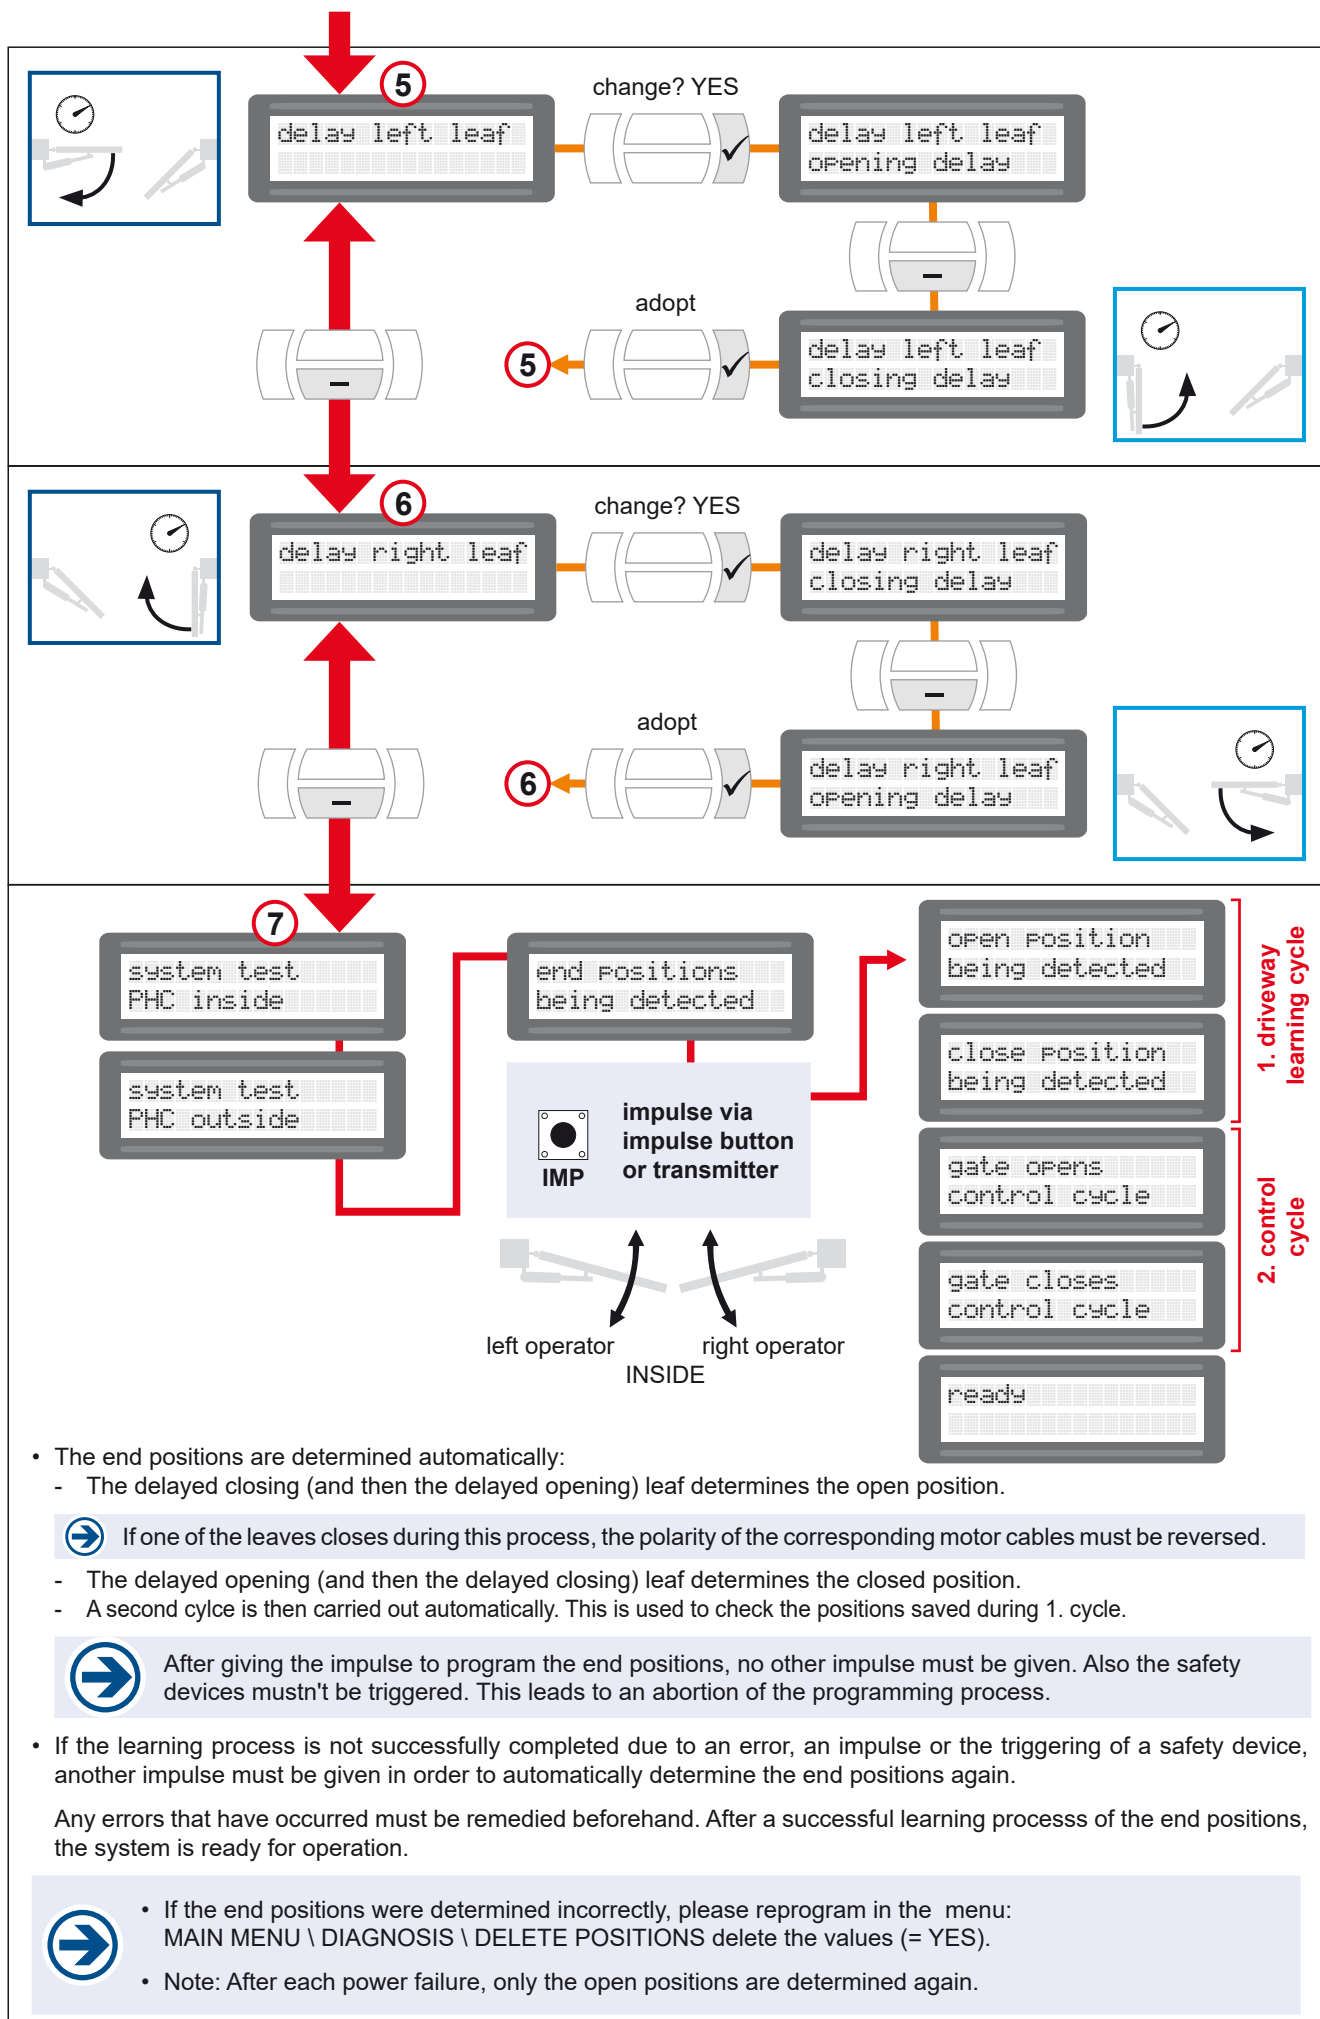 5
change? YES
delay left leaf
delay left leaf
opening delay
adopt
5
delay left leaf
closing delay
6
change? YES
delay right leaf
delay right leaf
closing delay
adopt
6
delay right leaf
opening delay
7
system test
PHC inside
system test
PHC outside
end positions
being detected
IMP
impulse via
impulse button
or transmitter
left operator
right operator
INSIDE
open position
being detected
close position
being detected
1. driveway
learning cycle
gate opens
control cycle
gate closes
control cycle
2. control
cycle
ready
• The end positions are determined automatically:
- The delayed closing (and then the delayed opening) leaf determines the open position.
If one of the leaves closes during this process, the polarity of the corresponding motor cables must be reversed.
- The delayed opening (and then the delayed closing) leaf determines the closed position.
- A second cylce is then carried out automatically. This is used to check the positions saved during 1. cycle.
After giving the impulse to program the end positions, no other impulse must be given. Also the safety
devices mustn't be triggered. This leads to an abortion of the programming process.
• If the learning process is not successfully completed due to an error, an impulse or the triggering of a safety device,
another impulse must be given in order to automatically determine the end positions again.
Any errors that have occurred must be remedied beforehand. After a successful learning processs of the end positions,
the system is ready for operation.
• If the end positions were determined incorrectly, please reprogram in the menu:
MAIN MENU \ DIAGNOSIS \ DELETE POSITIONS delete the values (= YES).
• Note: After each power failure, only the open positions are determined again.